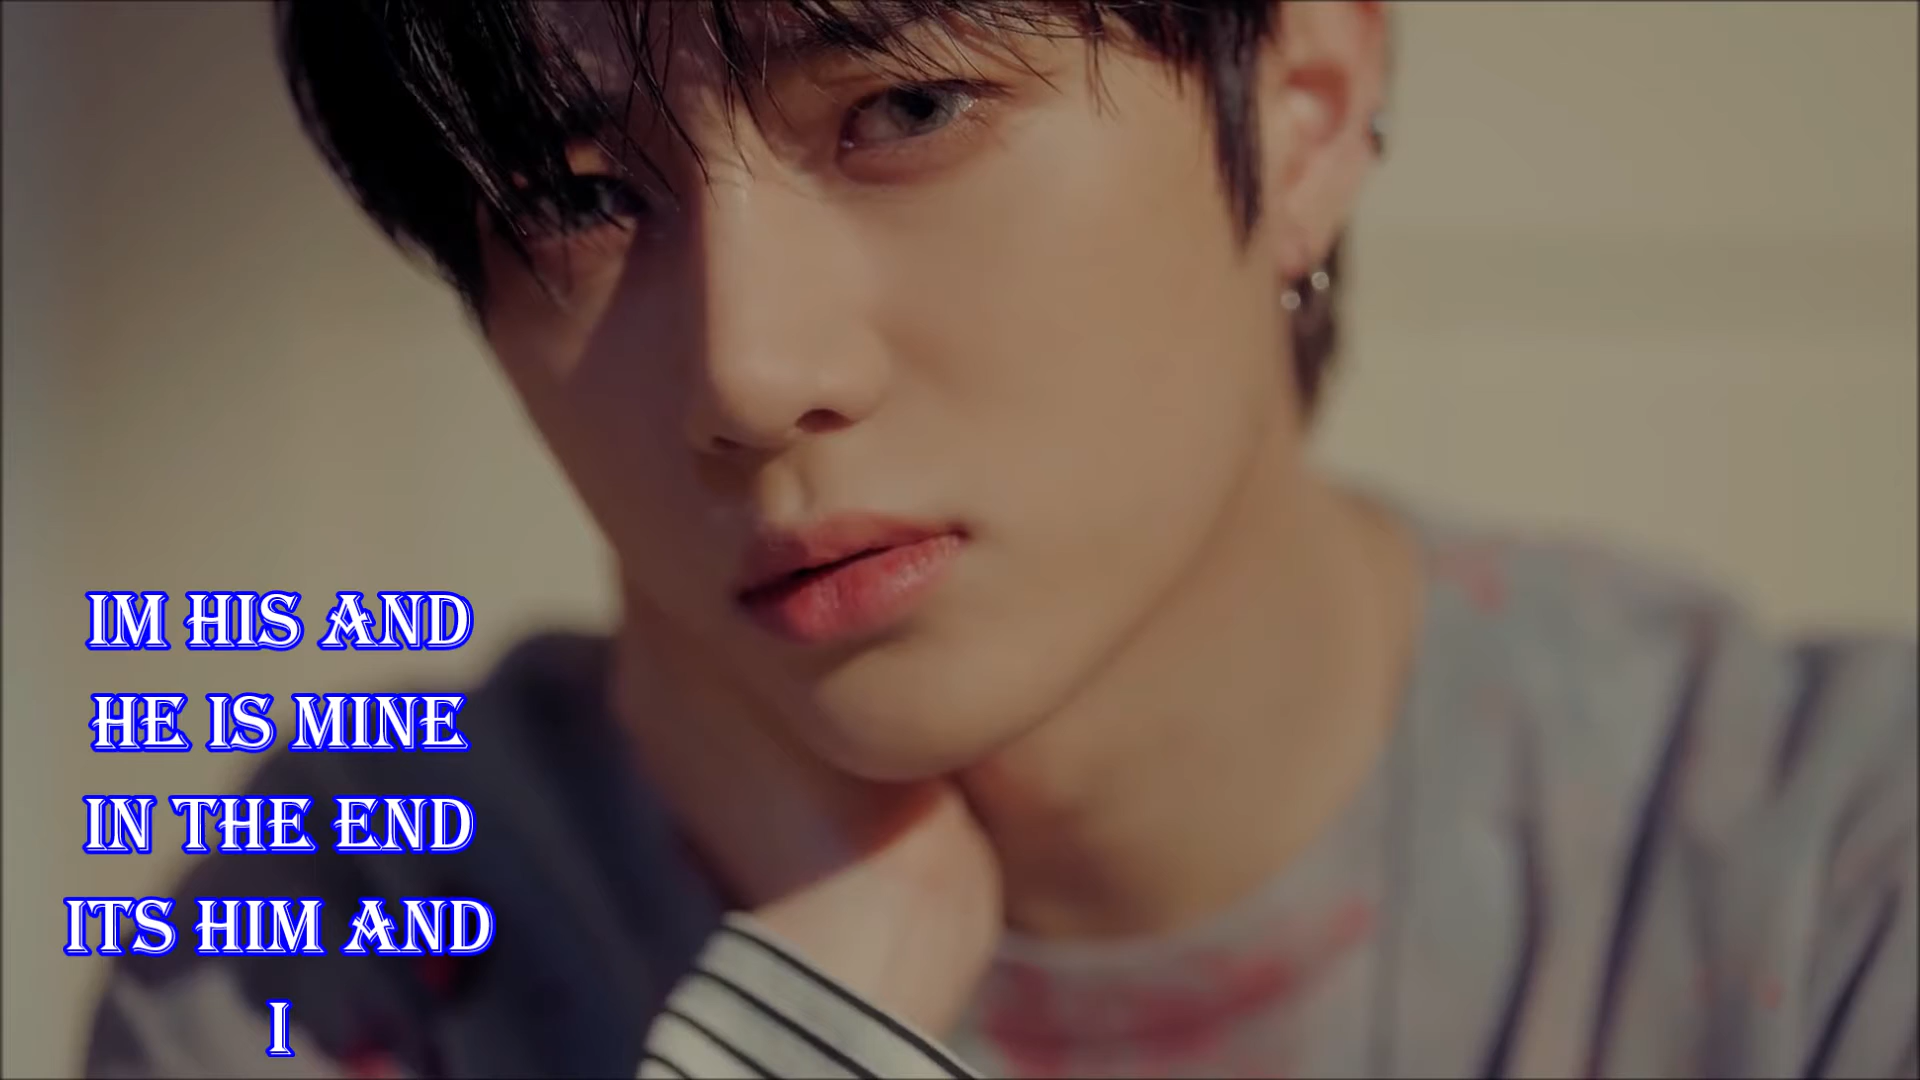 IM HIS AND
HE IS MINE
IN THE END
ITS HIM AND
I